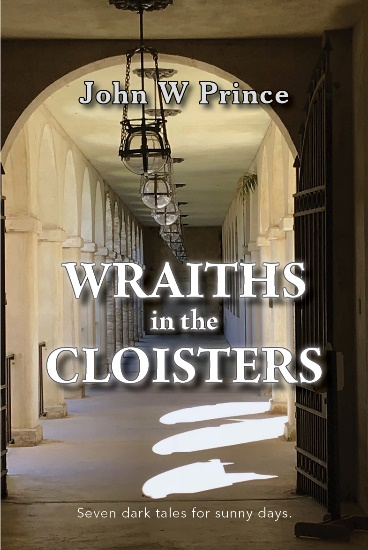 John W Prince
WRAITHS
in the
CLOISTERS
Seven dark tales for sunny days.